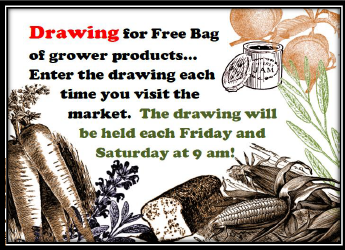 Drawing for Free Bag
of grower products...
Enter the drawing each
time you visit the
market. The drawing will
be held each Friday and
Saturday at 9 am!
JAM